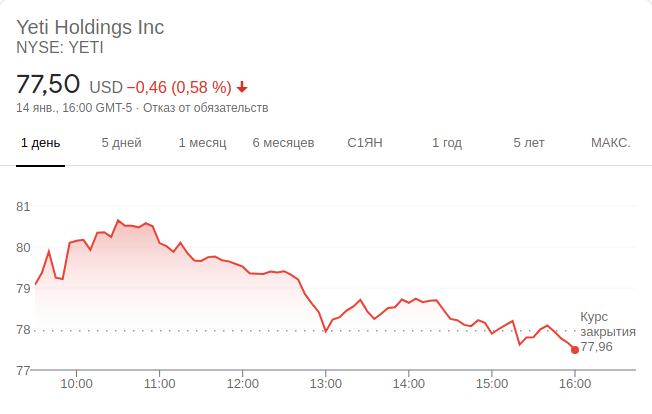 Yeti Holdings Inc
NYSE: YETI
77,50 USD −0,46 (0,58 %)
14 янв., 16:00 GMT-5 · Отказ от обязательств
1 день 5 дней 1 месяц 6 месяцев С1ЯН 1 год 5 лет МАКС.
81
80
79
78
77
Курс
закрытия
77,96
10:00 11:00 12:00 13:00 14:00 15:00 16:00